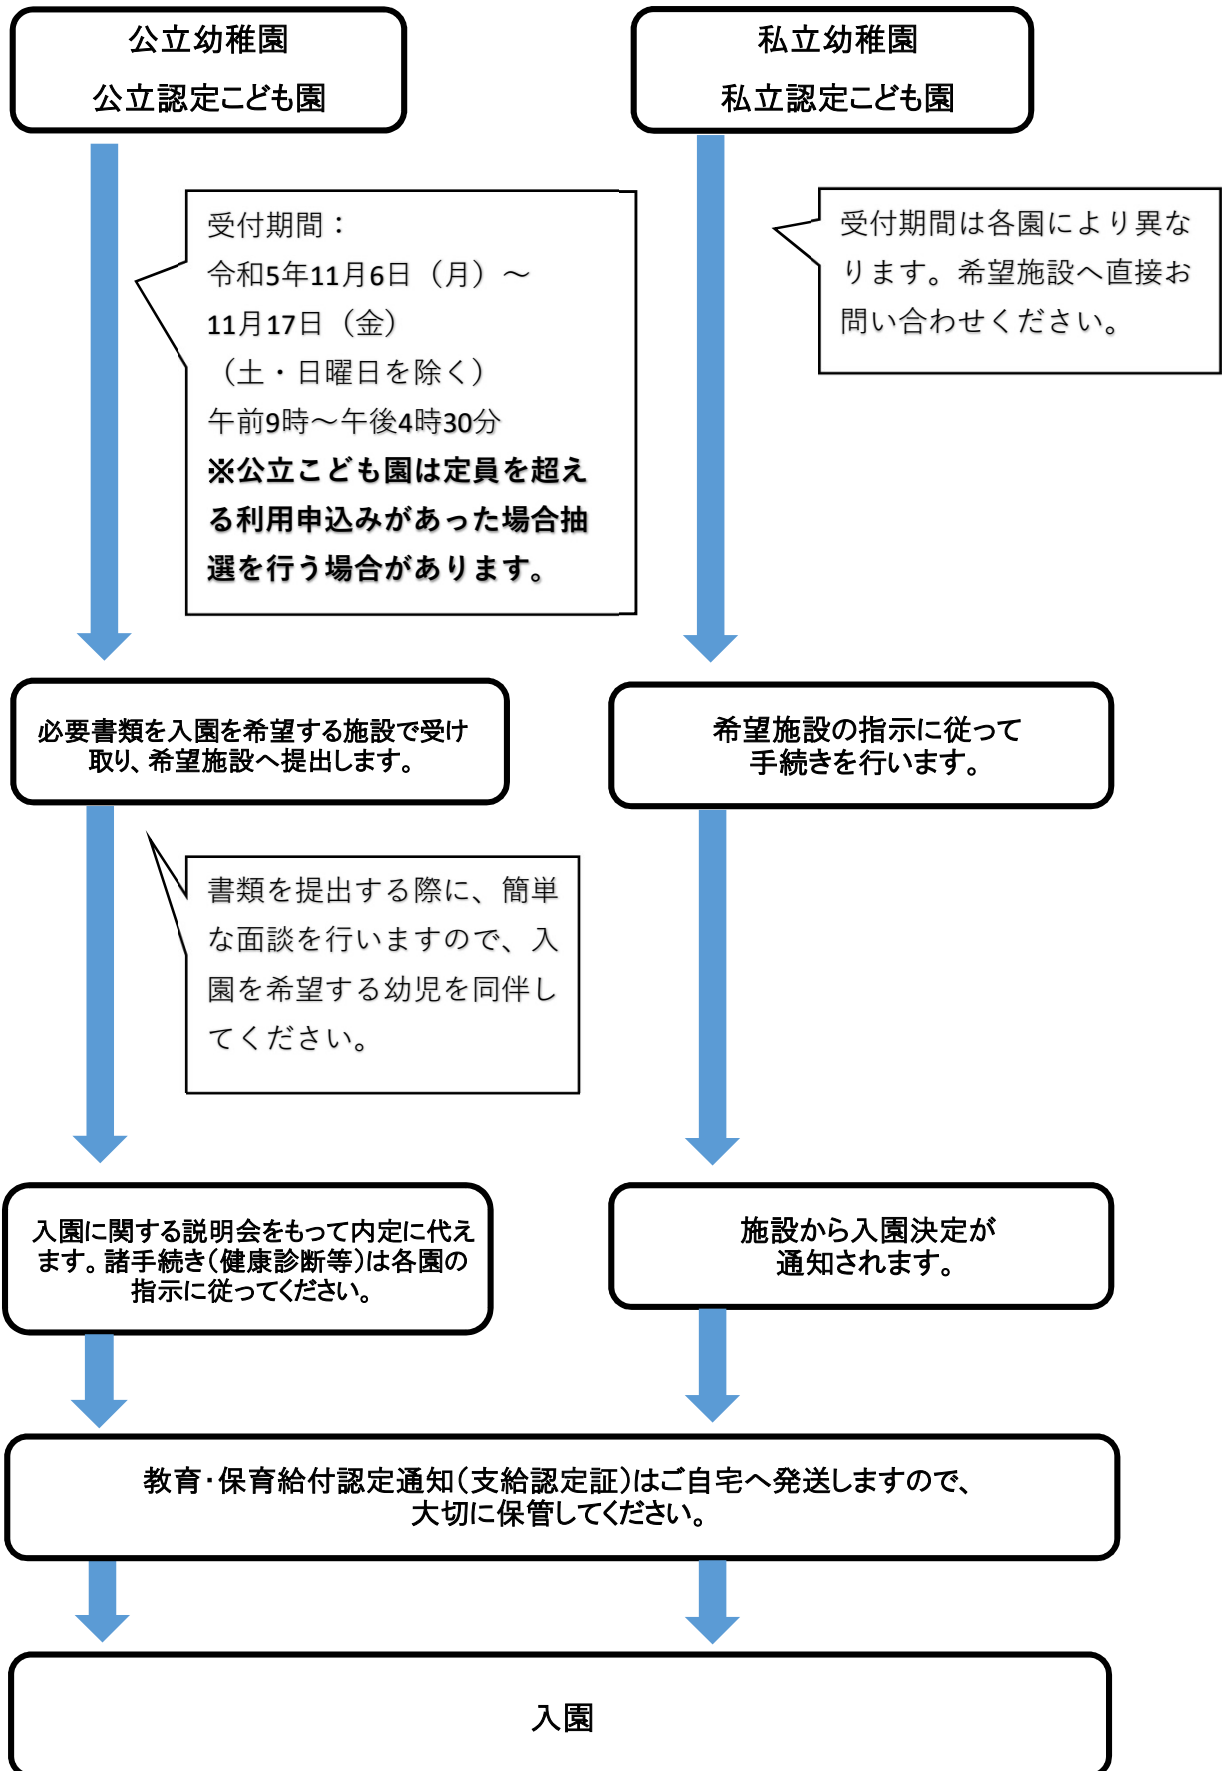 公立幼稚園
公立認定こども園
私立幼稚園
私立認定こども園
受付期間：
令和5年11月6日（月）～
11月17日（金）
（土・日曜日を除く）
午前9時～午後4時30分
※公立こども園は定員を超え
る利用申込みがあった場合抽
選を行う場合があります。
受付期間は各園により異な
ります。希望施設へ直接お
問い合わせください。
必要書類を入園を希望する施設で受け
取り、希望施設へ提出します。
希望施設の指示に従って
手続きを行います。
書類を提出する際に、簡単
な面談を行いますので、入
園を希望する幼児を同伴し
てください。
入園に関する説明会をもって内定に代え
ます。諸手続き（健康診断等）は各園の
指示に従ってください。
施設から入園決定が
通知されます。
教育・保育給付認定通知（支給認定証）はご自宅へ発送しますので、
大切に保管してください。
入園